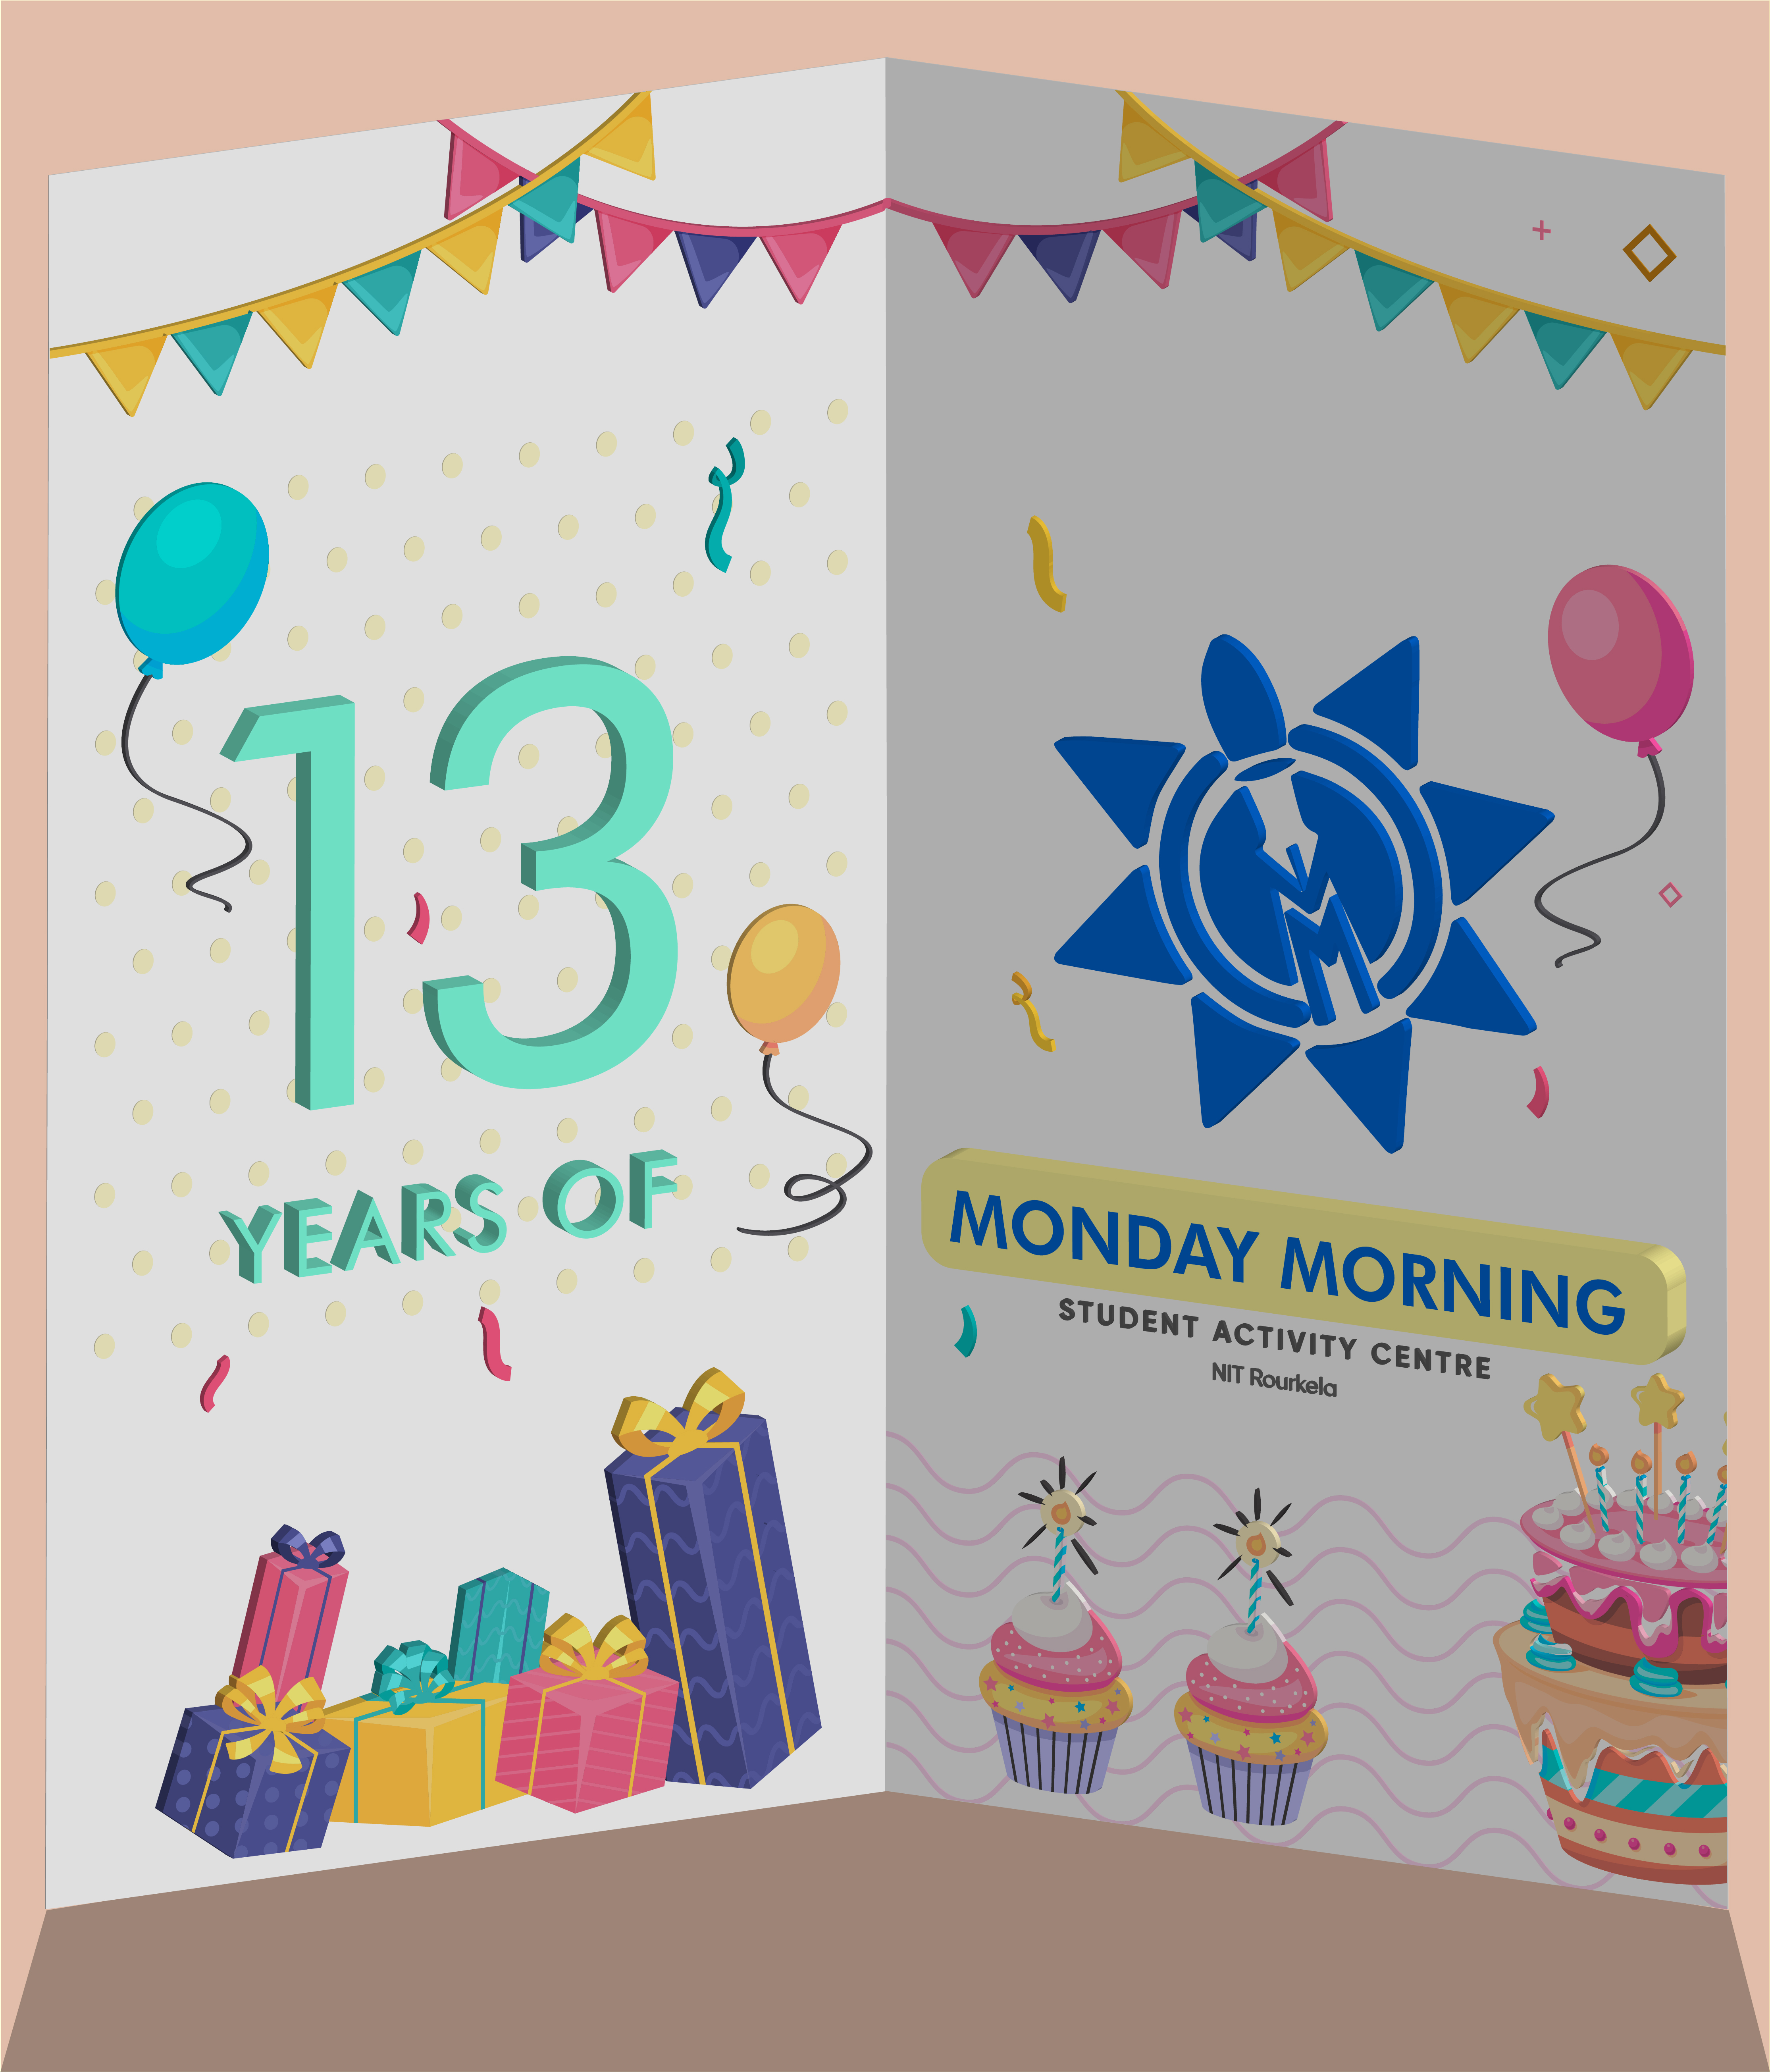 13
YEARS OF
MONDAY MORNING
STUDENT ACTIVITY CENTRE
NIT Rourkela